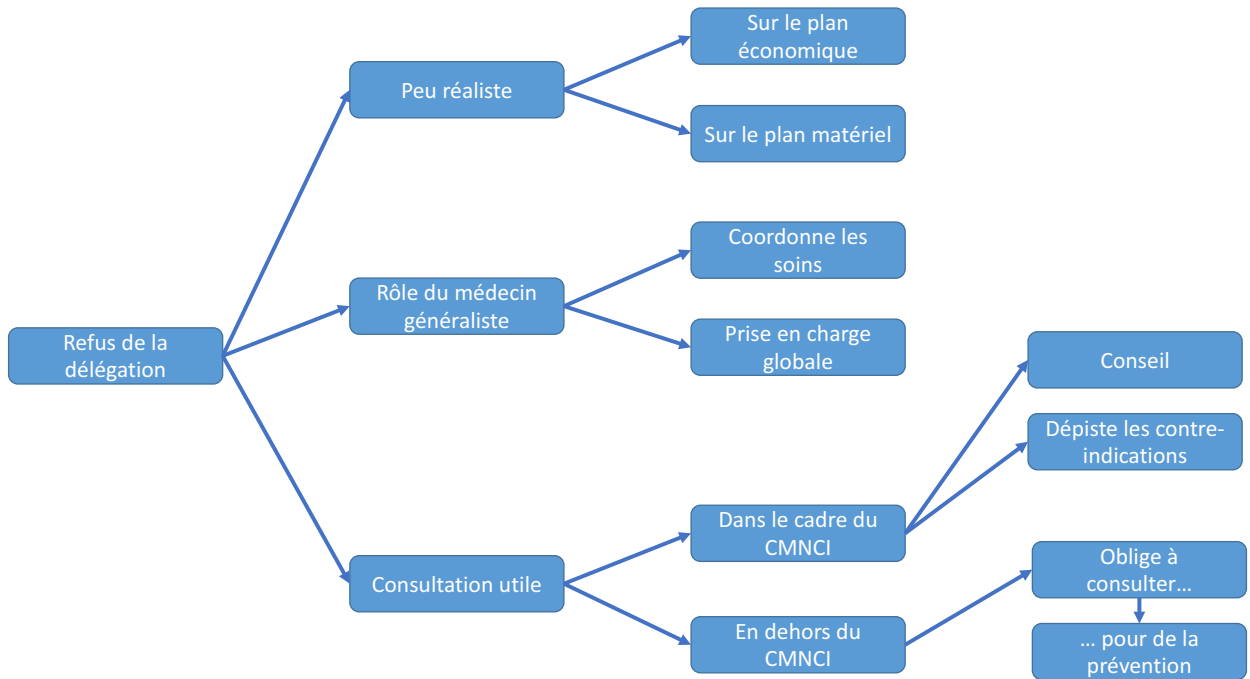 Refus de la
délégation
Peu réaliste
Sur le plan
économique
Sur le plan matériel
Rôle du médecin
généraliste
Coordonne les
soins
Prise en charge
globale
Consultation utile
Dans le cadre du
CMNCI
Conseil
Dépiste les contre-
indications
En dehors du
CMNCI
Oblige à
consulter…
… pour de la
prévention